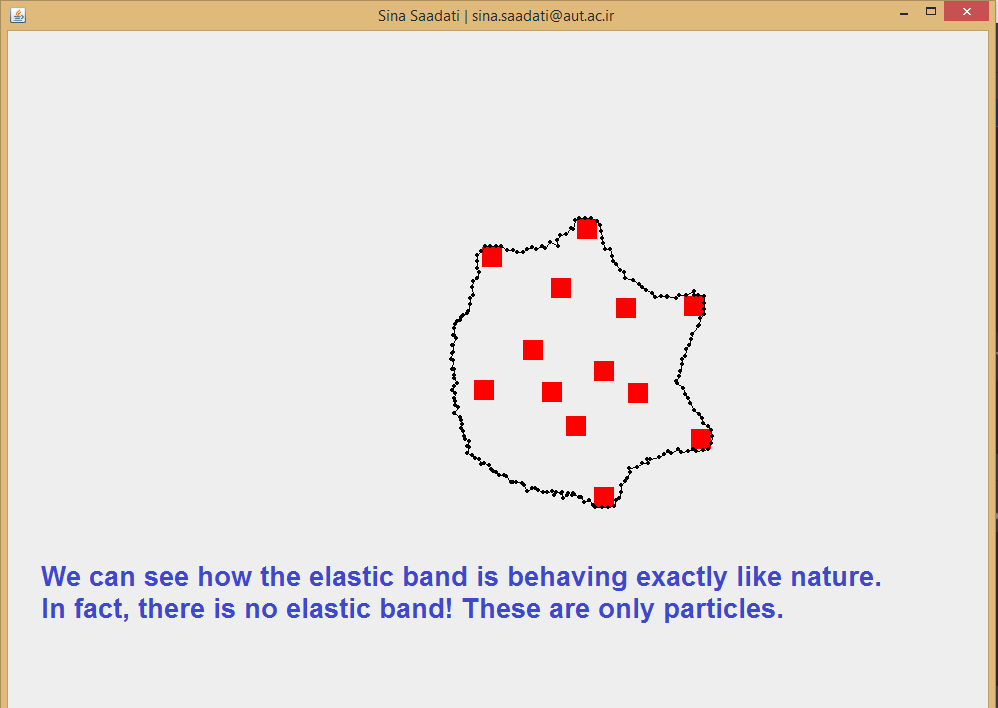 Sina Saadati | sina.saadati@aut.ac.ir
We can see how the elastic band is behaving exactly like nature.
In fact, there is no elastic band! These are only particles.